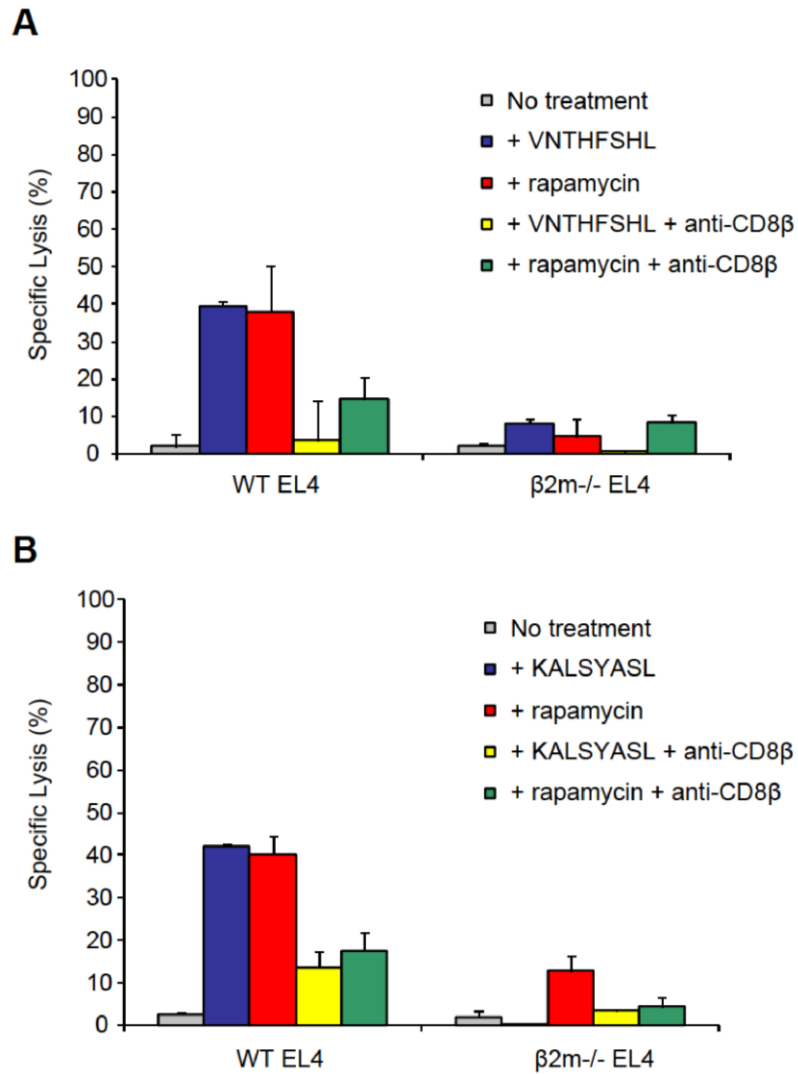 A
Specific Lysis (%)
100
90
80
70
60
50
40
30
20
10
0
No treatment
+ VNTHFSHL
+ rapamycin
+ VNTHFSHL + anti-CD8β
+ rapamycin + anti-CD8β
WT EL4
β2m-/- EL4
B
Specific Lysis (%)
100
90
80
70
60
50
40
30
20
10
0
No treatment
+ KALSYASL
+ rapamycin
+ KALSYASL + anti-CD8β
+ rapamycin + anti-CD8β
WT EL4
β2m-/- EL4